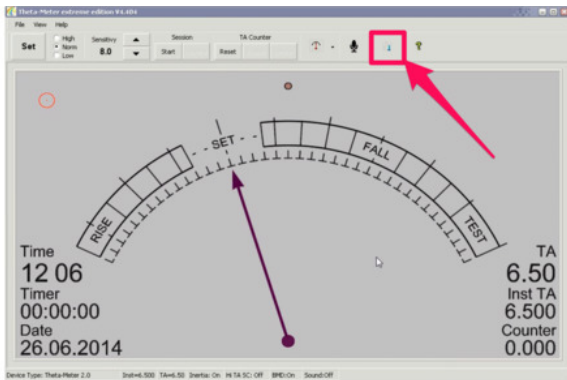 Theta-Meter extreme edition V4.404
File View Help
Set
High
Norm
Low
Sensitivy
8.0
Session
Start
TA Counter
Reset
RISE
SET
FALL
TEST
Time
12 06
Timer
00:00:00
Date
26.06.2014
TA
6.50
Inst TA
6.500
Counter
0.000
Device Type: Theta-Meter 2.0 Inst=6.500 TA=6.50 Inertia: On Hi TA SC: Off BMD:On Sound:Off